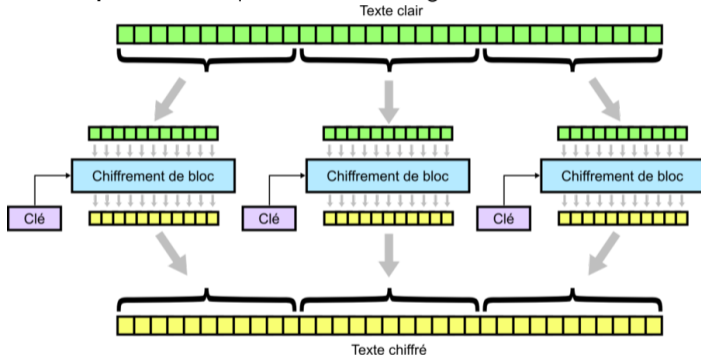 Texte clair
Chiffrement de bloc
Chiffrement de bloc
Chiffrement de bloc
Clé
Clé
Clé
Texte chiffré